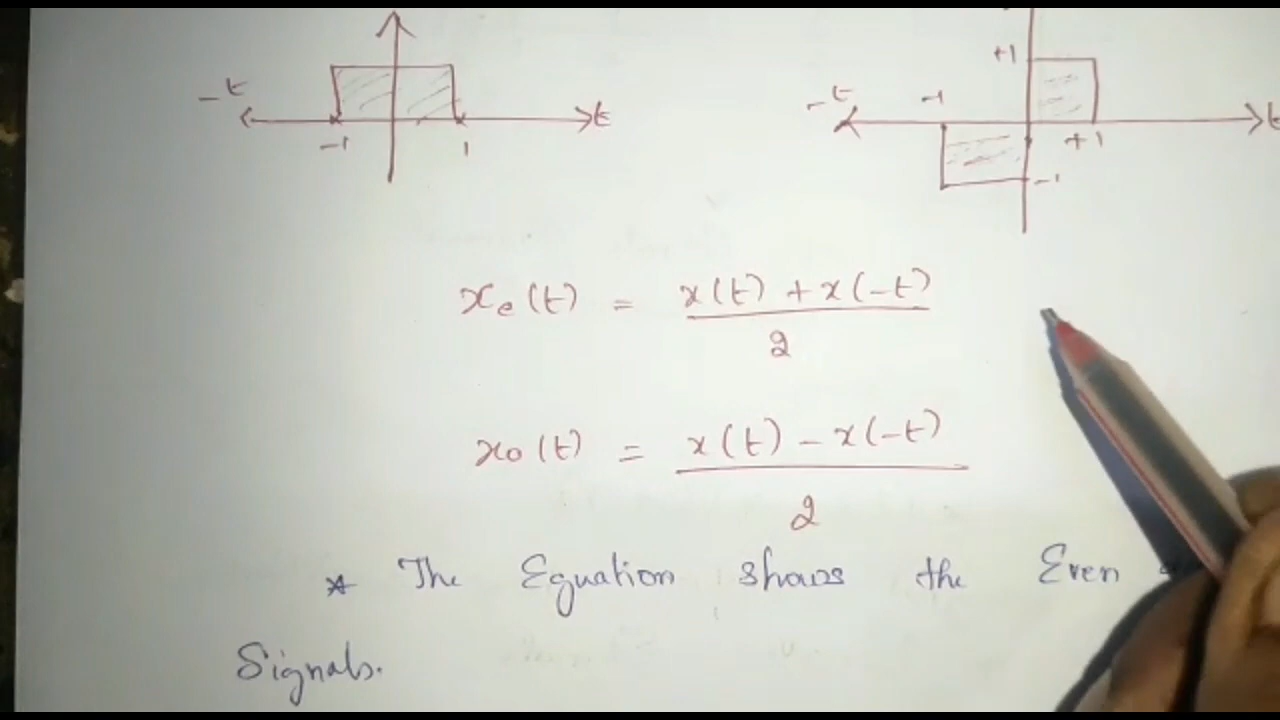 +1
-t -1 1 t
-t -1 +1 t
-1
xe(t) = x(t) + x(-t)
2
xo(t) = x(t) - x(-t)
2
* The Equation shows the Even
Signals.